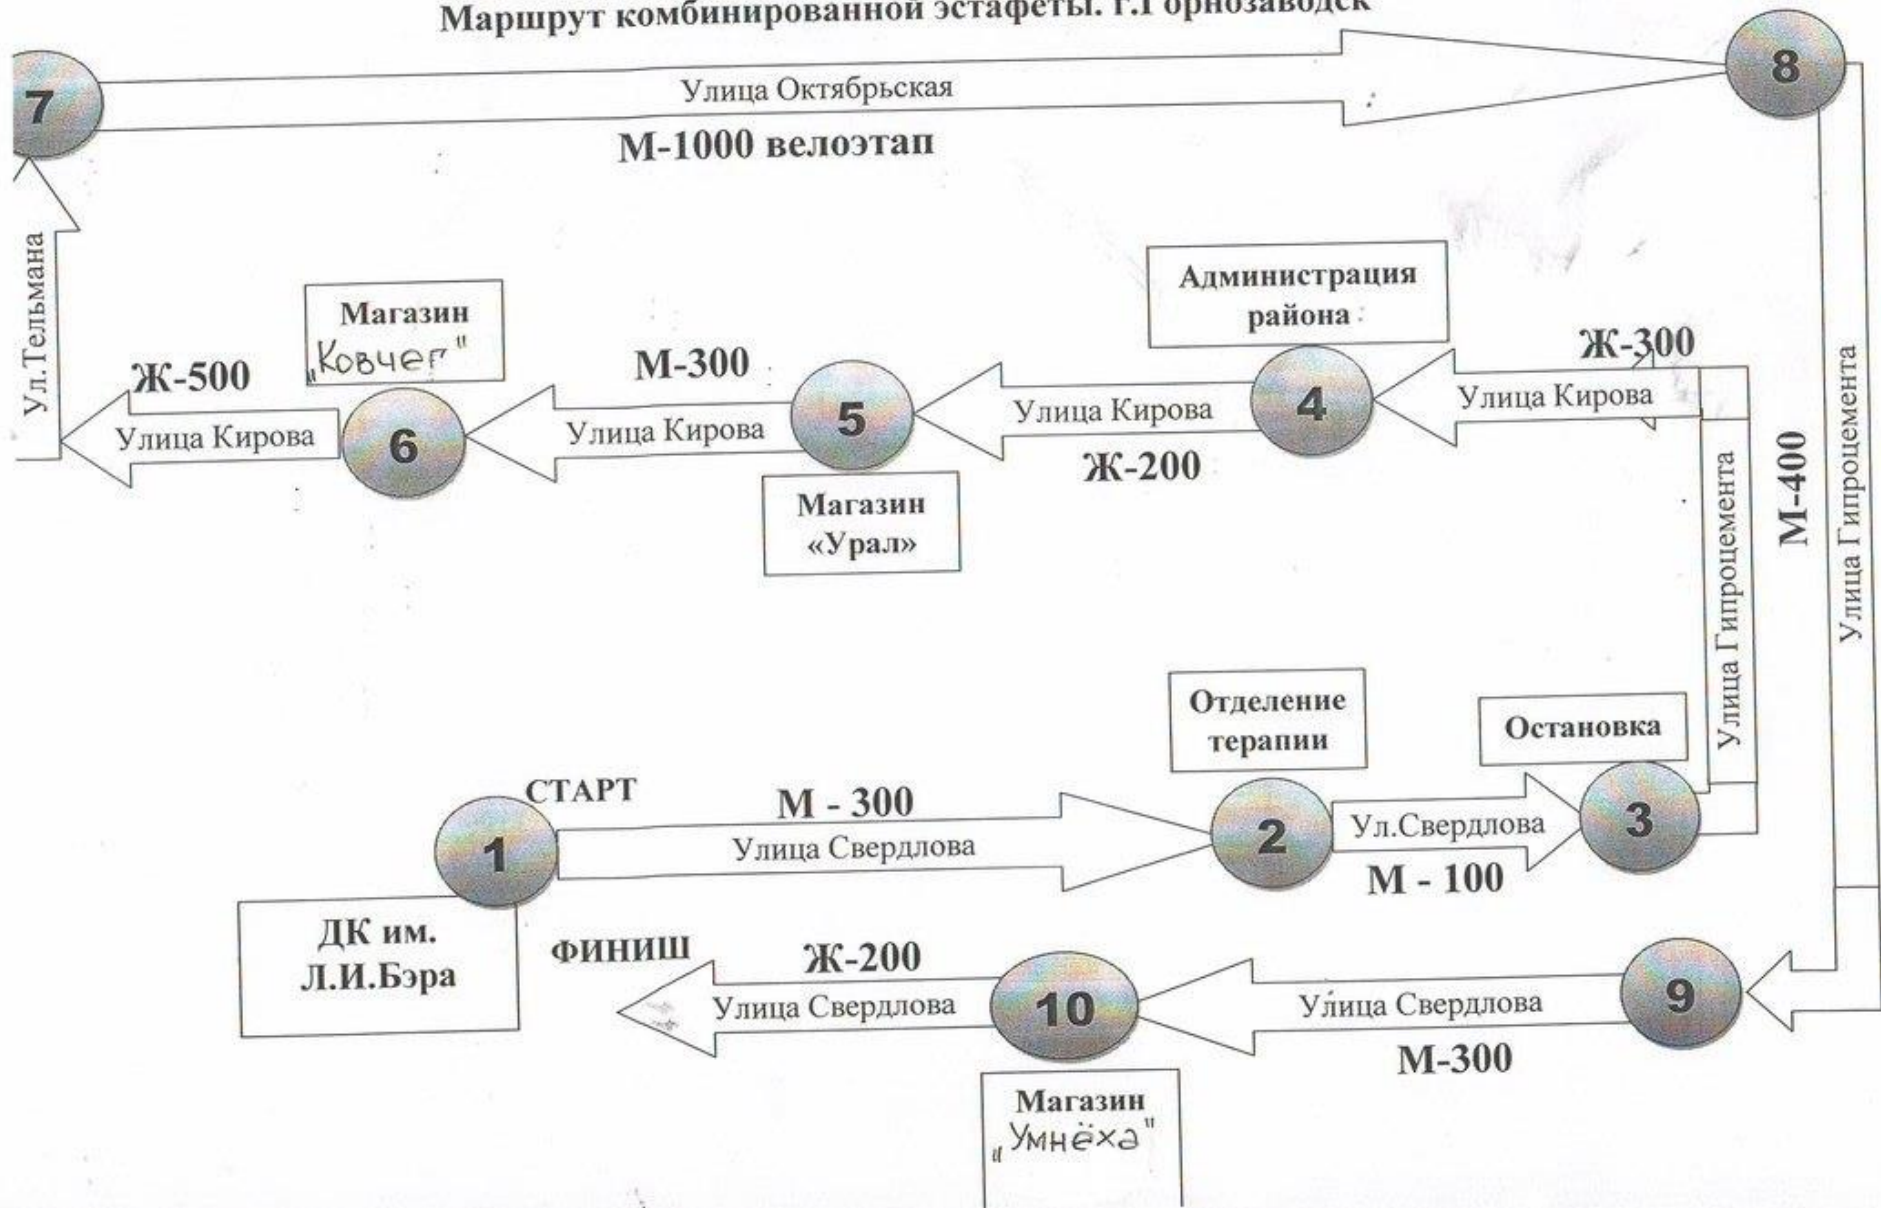 Маршрут комбинированной эстафеты. г.Горнозаводск
7
8
Улица Октябрьская
М-1000 велоэтап
Ул.Тельмана
Администрация
района
Магазин
„Ковчег"
Ж-500
М-300
Ж-300
Улица Кирова
6
Улица Кирова
5
Улица Кирова
4
Улица Кирова
Ж-200
Магазин
«Урал»
М-400
Улица Гипроцемента
Улица Гипроцемента
Отделение
терапии
Остановка
СТАРТ
М - 300
1
Улица Свердлова
2
Ул.Свердлова
3
М - 100
ДК им.
Л.И.Бэра
ФИНИШ
Ж-200
Улица Свердлова
10
Улица Свердлова
9
М-300
Магазин
„Умнёха"